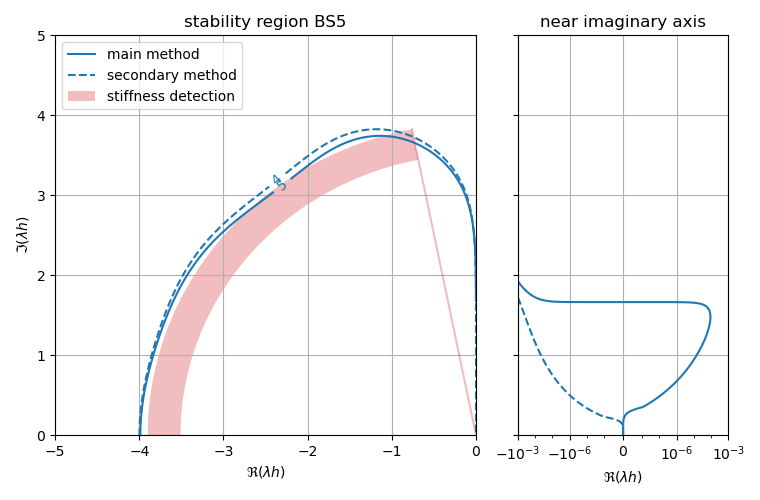 stability region BS5
near imaginary axis
main method
secondary method
stiffness detection
5
4
3
2
1
0
ℑ(λh)
4
5
−5
−4
−3
−2
−1
0
ℜ(λh)
−10⁻³
−10⁻⁶
0
10⁻⁶
10⁻³
ℜ(λh)